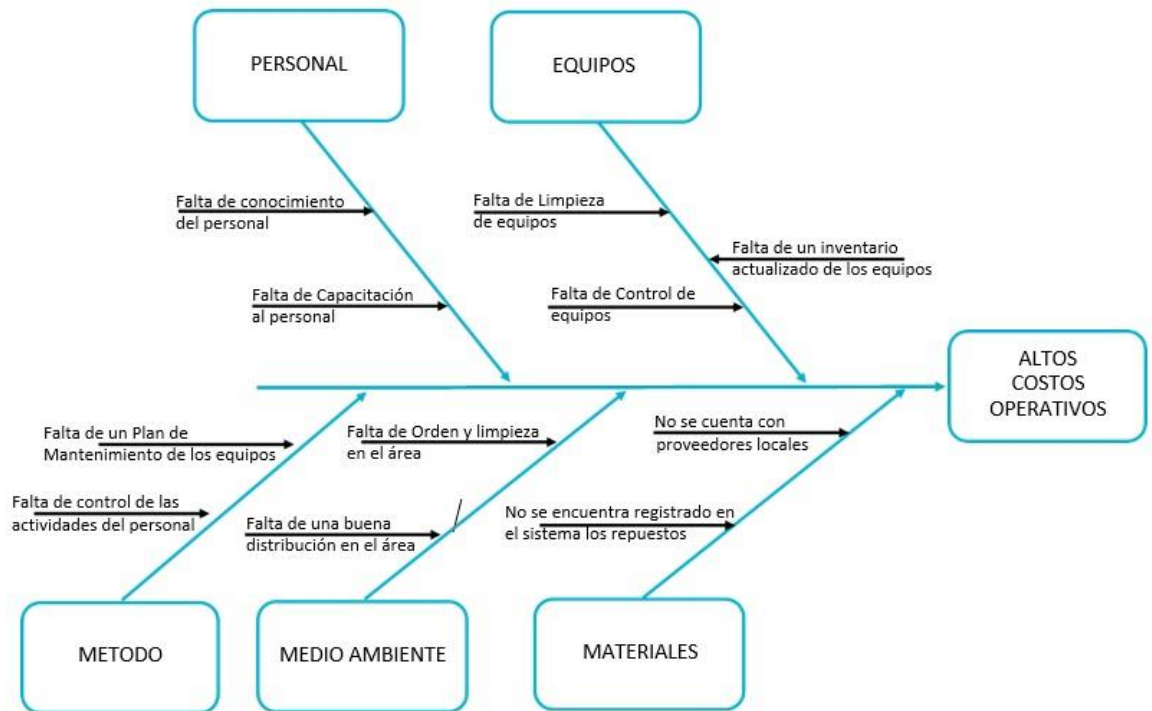 PERSONAL
EQUIPOS
Falta de conocimiento
del personal
Falta de Limpieza
de equipos
Falta de un inventario
actualizado de los equipos
Falta de Capacitación
al personal
Falta de Control de
equipos
ALTOS
COSTOS
OPERATIVOS
Falta de un Plan de
Mantenimiento de los equipos
Falta de Orden y limpieza
en el área
No se cuenta con
proveedores locales
Falta de control de las
actividades del personal
Falta de una buena
distribución en el área
No se encuentra registrado en
el sistema los repuestos
METODO
MEDIO AMBIENTE
MATERIALES